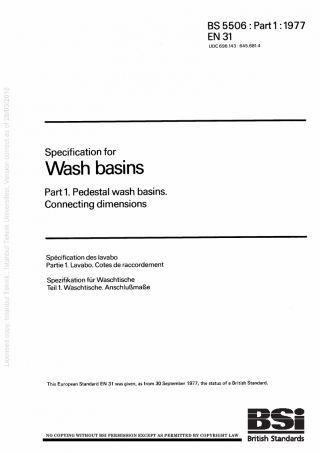 BS 5506 : Part 1 : 1977
EN 31
UDC 696.143 : 645.681.4
Specification for
Wash basins
Part 1. Pedestal wash basins.
Connecting dimensions
Spécification des lavabo
Partie 1. Lavabo. Cotes de raccordement
Spezifikation für Waschtische
Teil 1. Waschtische. Anschlußmaße
This European Standard EN 31 was given, as from 30 September 1977, the status of a British Standard.
NO COPYING WITHOUT BSI PERMISSION EXCEPT AS PERMITTED BY COPYRIGHT LAW
BSi
British Standards
Licensed copy: Istanbul Teknik, Istanbul Teknik Universitesi, Version correct as of